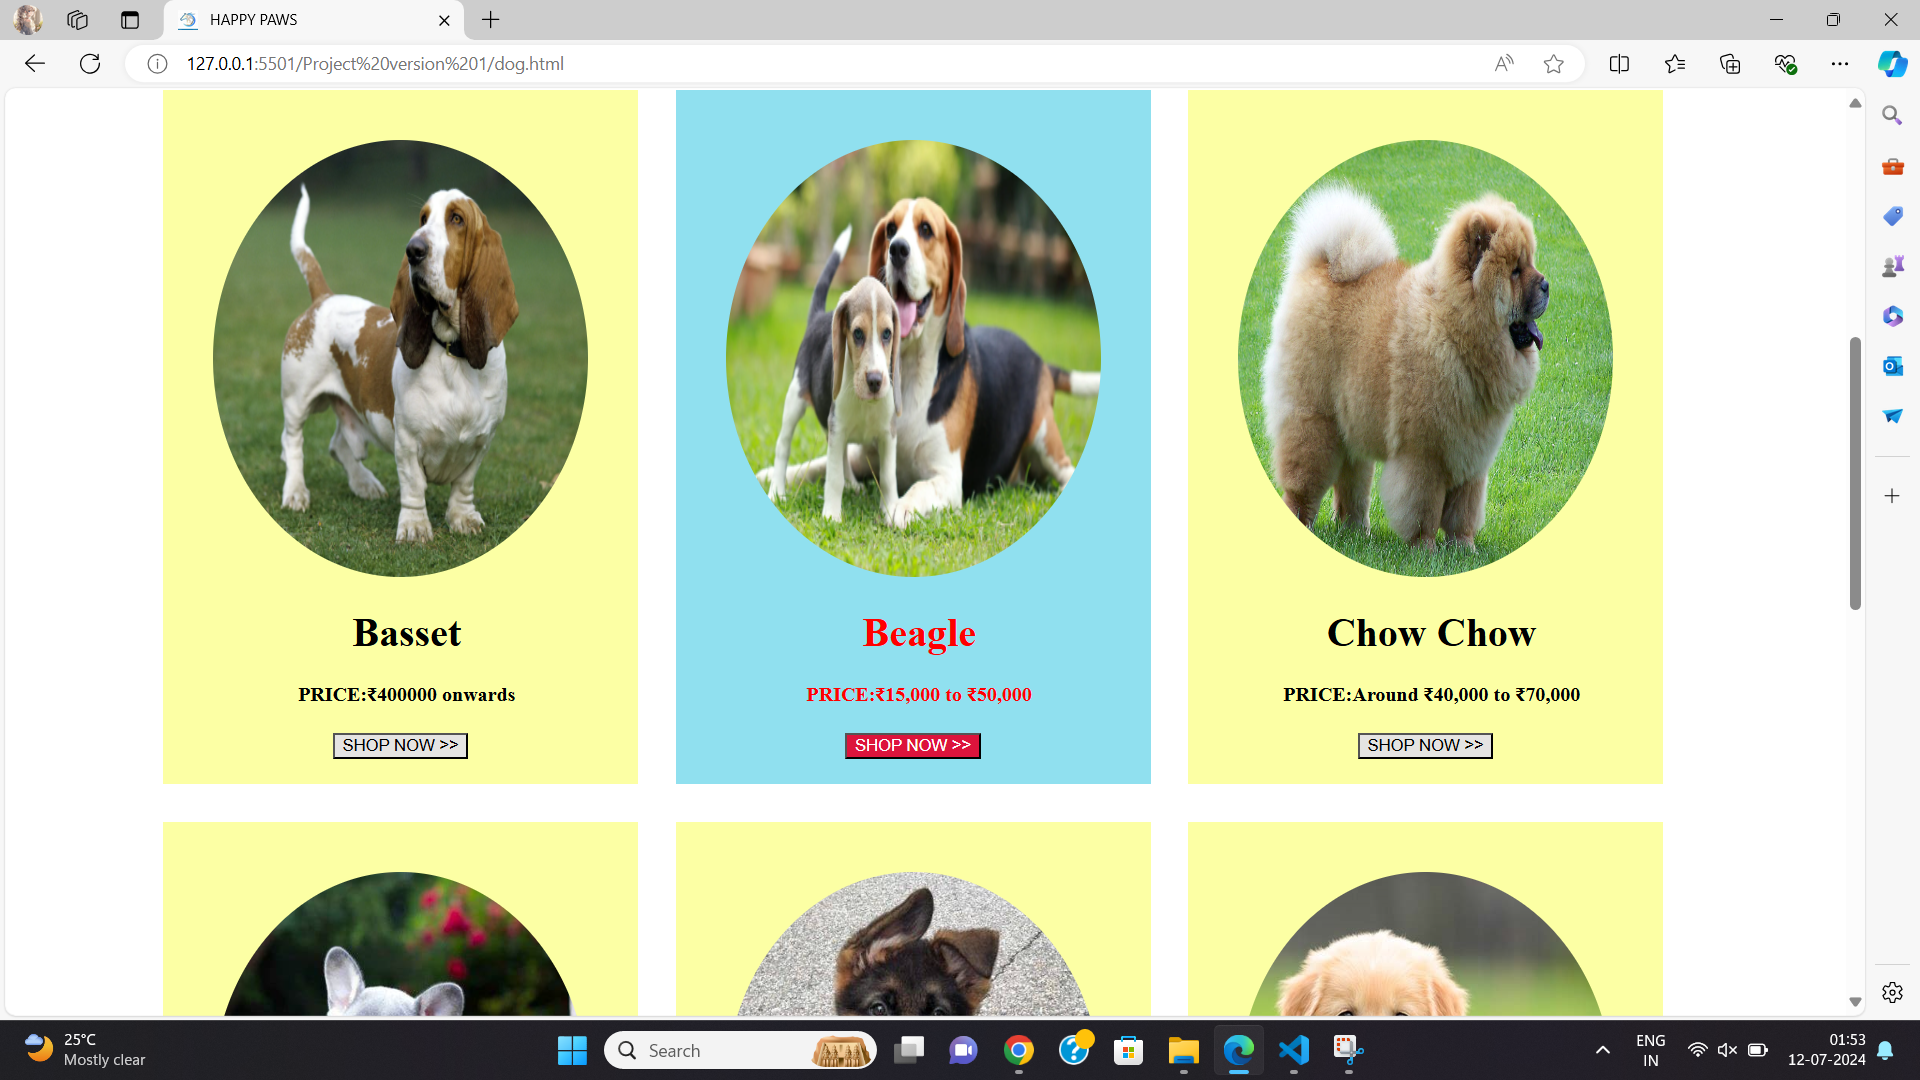 HAPPY PAWS
127.0.0.1:5501/Project%20version%201/dog.html
Basset
PRICE:₹400000 onwards
SHOP NOW >>
Beagle
PRICE:₹15,000 to ₹50,000
SHOP NOW >>
Chow Chow
PRICE:Around ₹40,000 to ₹70,000
SHOP NOW >>
25°C
Mostly clear
Search
ENG
IN
01:53
12-07-2024